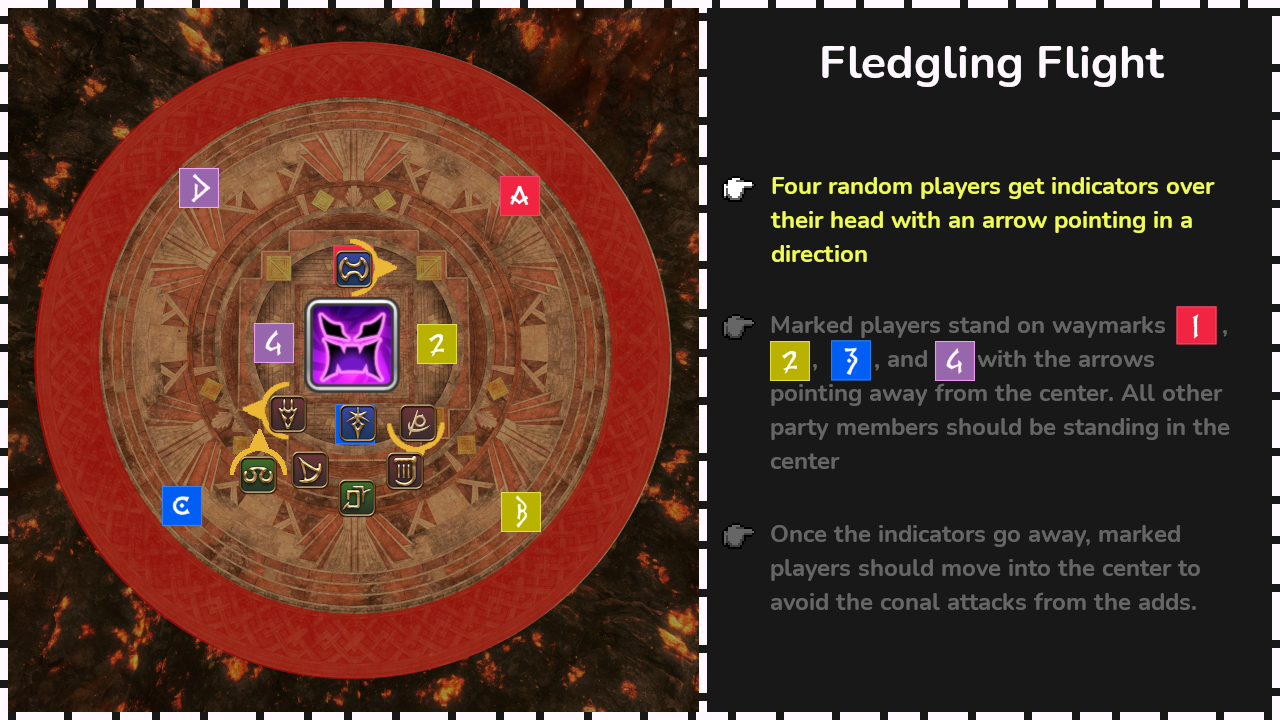 Fledgling Flight
Four random players get indicators over
their head with an arrow pointing in a
direction
Marked players stand on waymarks 1 ,
2 , 3 , and 4 with the arrows
pointing away from the center. All other
party members should be standing in the
center
Once the indicators go away, marked
players should move into the center to
avoid the conal attacks from the adds.
D
A
4
2
C
B